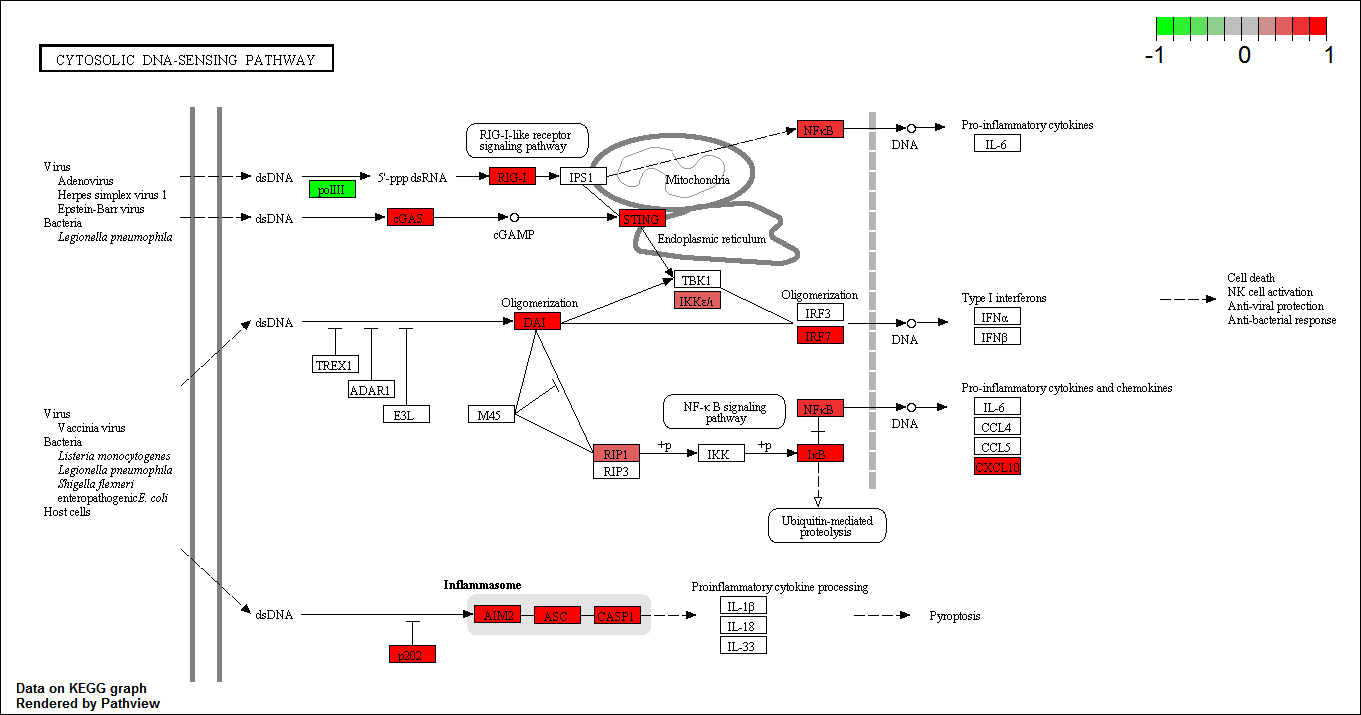 -1 0 1
CYTOSOLIC DNA-SENSING PATHWAY
RIG-I-like receptor
signaling pathway
NFκB
DNA
Pro-inflammatory cytokines
IL-6
Virus
Adenovirus
Herpes simplex virus 1
Epstein-Barr virus
Bacteria
Legionella pneumophila
dsDNA
polIII
5'-ppp dsRNA
RIG-I
IPS1
Mitochondria
dsDNA
cGAS
cGAMP
STING
Endoplasmic reticulum
TBK1
IKKε/ι
Oligomerization
DAI
dsDNA
TREX1
ADAR1
E3L
Oligomerization
IRF3
IRF7
DNA
Type I interferons
IFNα
IFNβ
Cell death
NK cell activation
Anti-viral protection
Anti-bacterial response
Virus
Vaccinia virus
Bacteria
Listeria monocytogenes
Legionella pneumophila
Shigella flexneri
enteropathogenicE. coli
Host cells
M45
NF-κ B signaling
pathway
NFκB
DNA
Pro-inflammatory cytokines and chemokines
IL-6
CCL4
CCL5
CXCL10
RIP1
RIP3
+p
IKK
+p
IκB
Ubiquitin-mediated
proteolysis
dsDNA
Inflammasome
AIM2
ASC
CASP1
p202
Proinflammatory cytokine processing
IL-1β
IL-18
IL-33
Pyroptosis
Data on KEGG graph
Rendered by Pathview